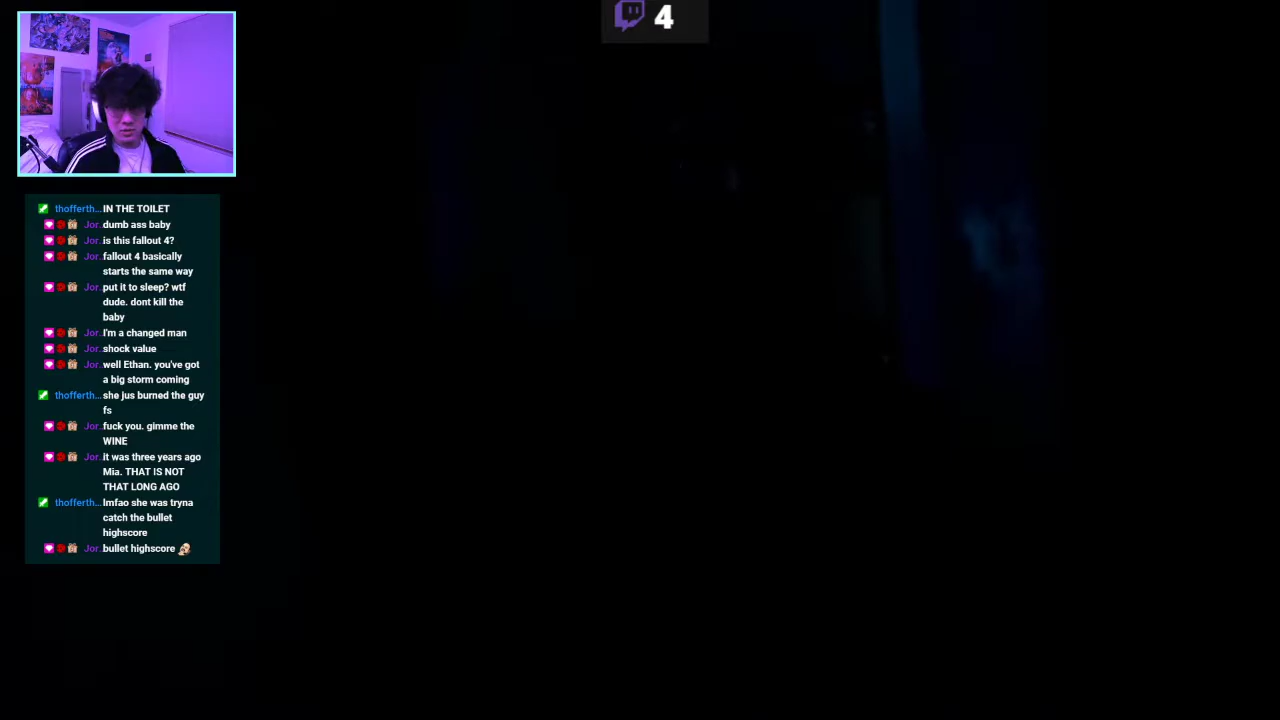 4
thofferth... IN THE TOILET
Jor. dumb ass baby
Jor. is this fallout 4?
Jor. fallout 4 basically
starts the same way
Jor. put it to sleep? wtf
dude. dont kill the
baby
Jor. I'm a changed man
Jor. shock value
Jor. well Ethan. you've got
a big storm coming
thofferth... she jus burned the guy
fs
Jor. fuck you. gimme the
WINE
Jor. it was three years ago
Mia. THAT IS NOT
THAT LONG AGO
thofferth... lmfao she was tryna
catch the bullet
highscore
Jor. bullet highscore